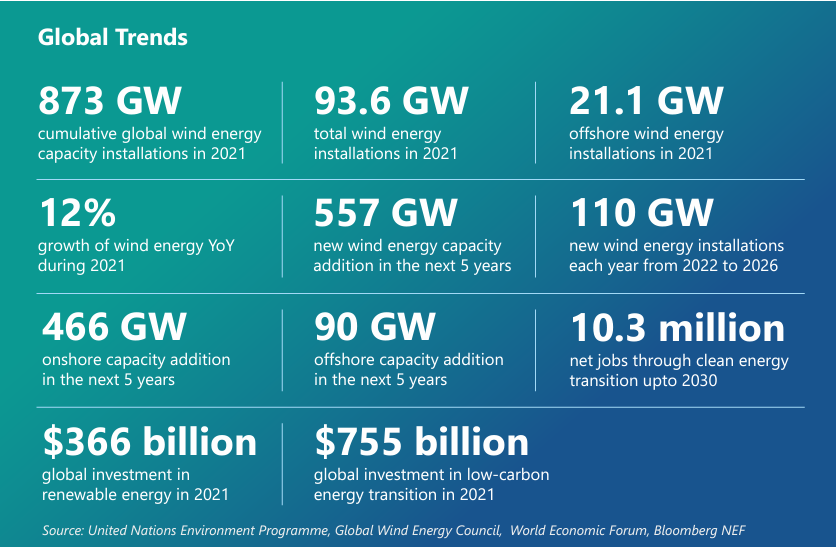 Global Trends
873 GW
cumulative global wind energy
capacity installations in 2021
93.6 GW
total wind energy
installations in 2021
21.1 GW
offshore wind energy
installations in 2021
12%
growth of wind energy YoY
during 2021
557 GW
new wind energy capacity
addition in the next 5 years
110 GW
new wind energy installations
each year from 2022 to 2026
466 GW
onshore capacity addition
in the next 5 years
90 GW
offshore capacity addition
in the next 5 years
10.3 million
net jobs through clean energy
transition upto 2030
$366 billion
global investment in
renewable energy in 2021
$755 billion
global investment in low-carbon
energy transition in 2021
Source: United Nations Environment Programme, Global Wind Energy Council, World Economic Forum, Bloomberg NEF